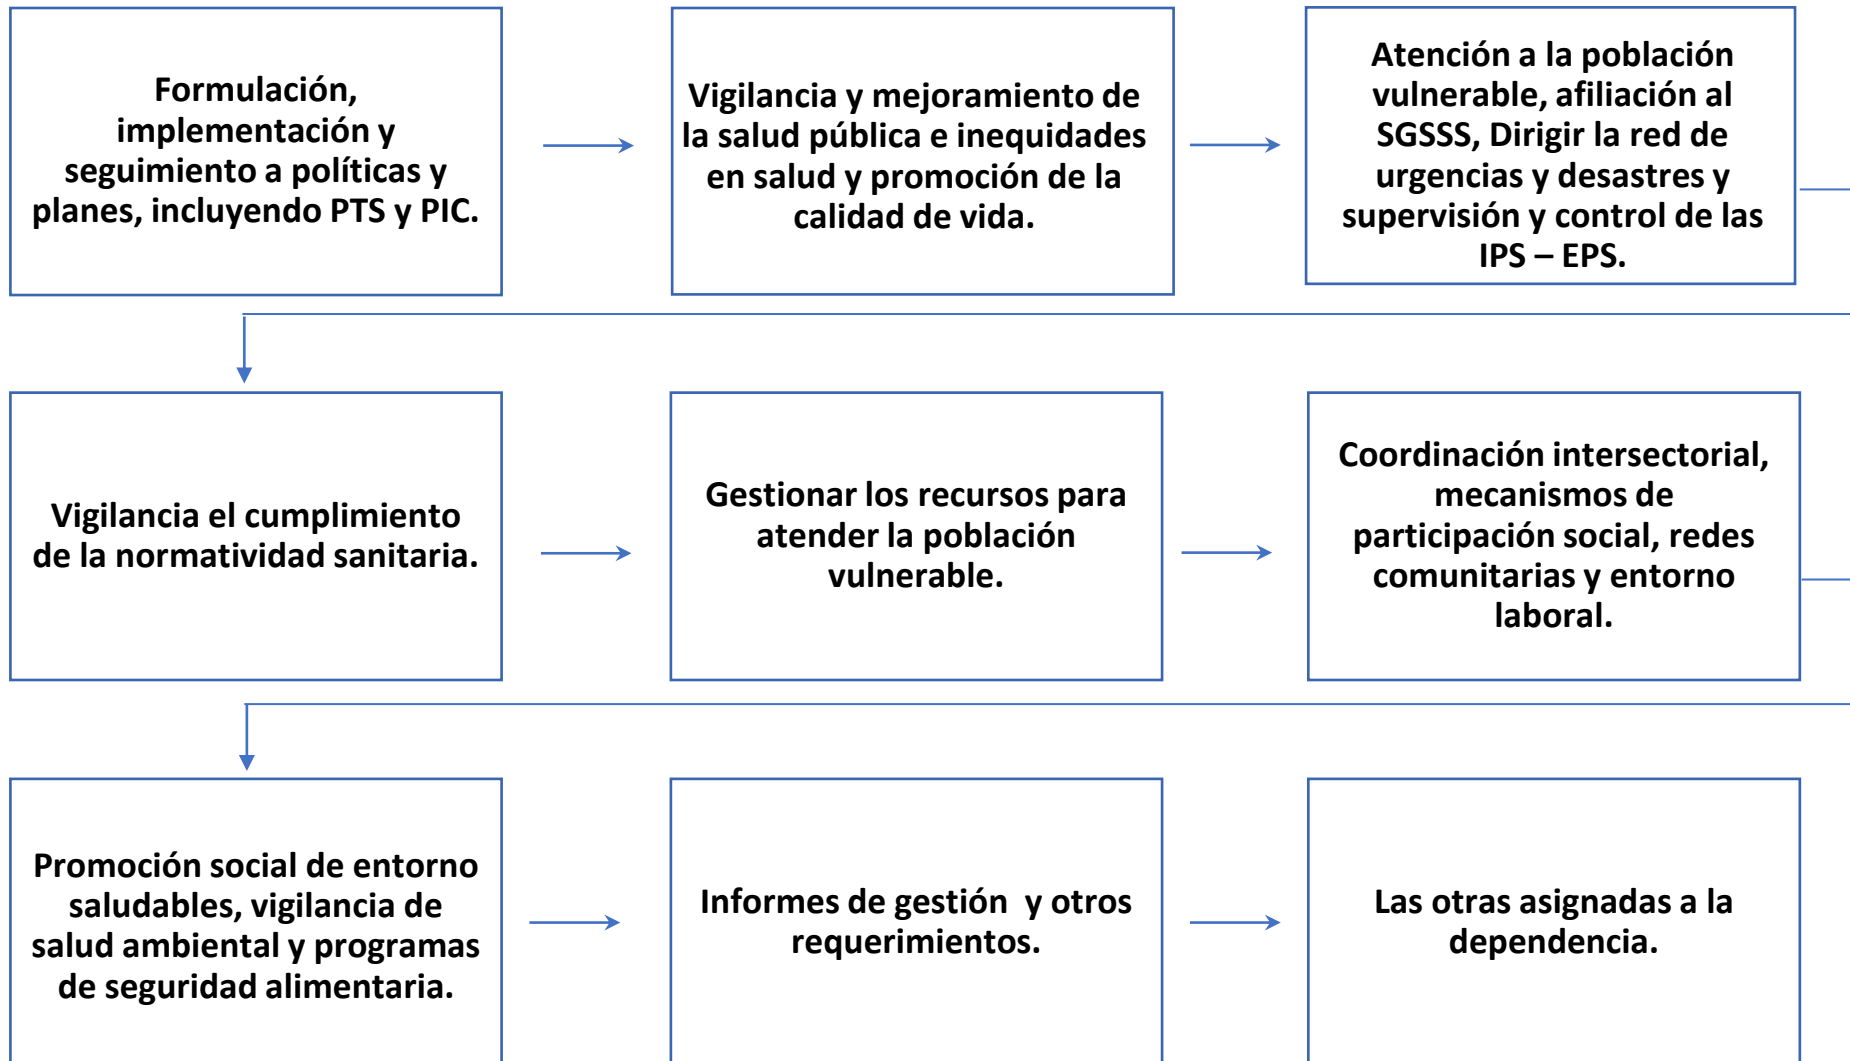 Formulación,
implementación y
seguimiento a políticas y
planes, incluyendo PTS y PIC.
Vigilancia y mejoramiento de
la salud pública e inequidades
en salud y promoción de la
calidad de vida.
Atención a la población
vulnerable, afiliación al
SGSSS, Dirigir la red de
urgencias y desastres y
supervisión y control de las
IPS – EPS.
Vigilancia el cumplimiento
de la normatividad sanitaria.
Gestionar los recursos para
atender la población
vulnerable.
Coordinación intersectorial,
mecanismos de
participación social, redes
comunitarias y entorno
laboral.
Promoción social de entorno
saludables, vigilancia de
salud ambiental y programas
de seguridad alimentaria.
Informes de gestión  y otros
requerimientos.
Las otras asignadas a la
dependencia.